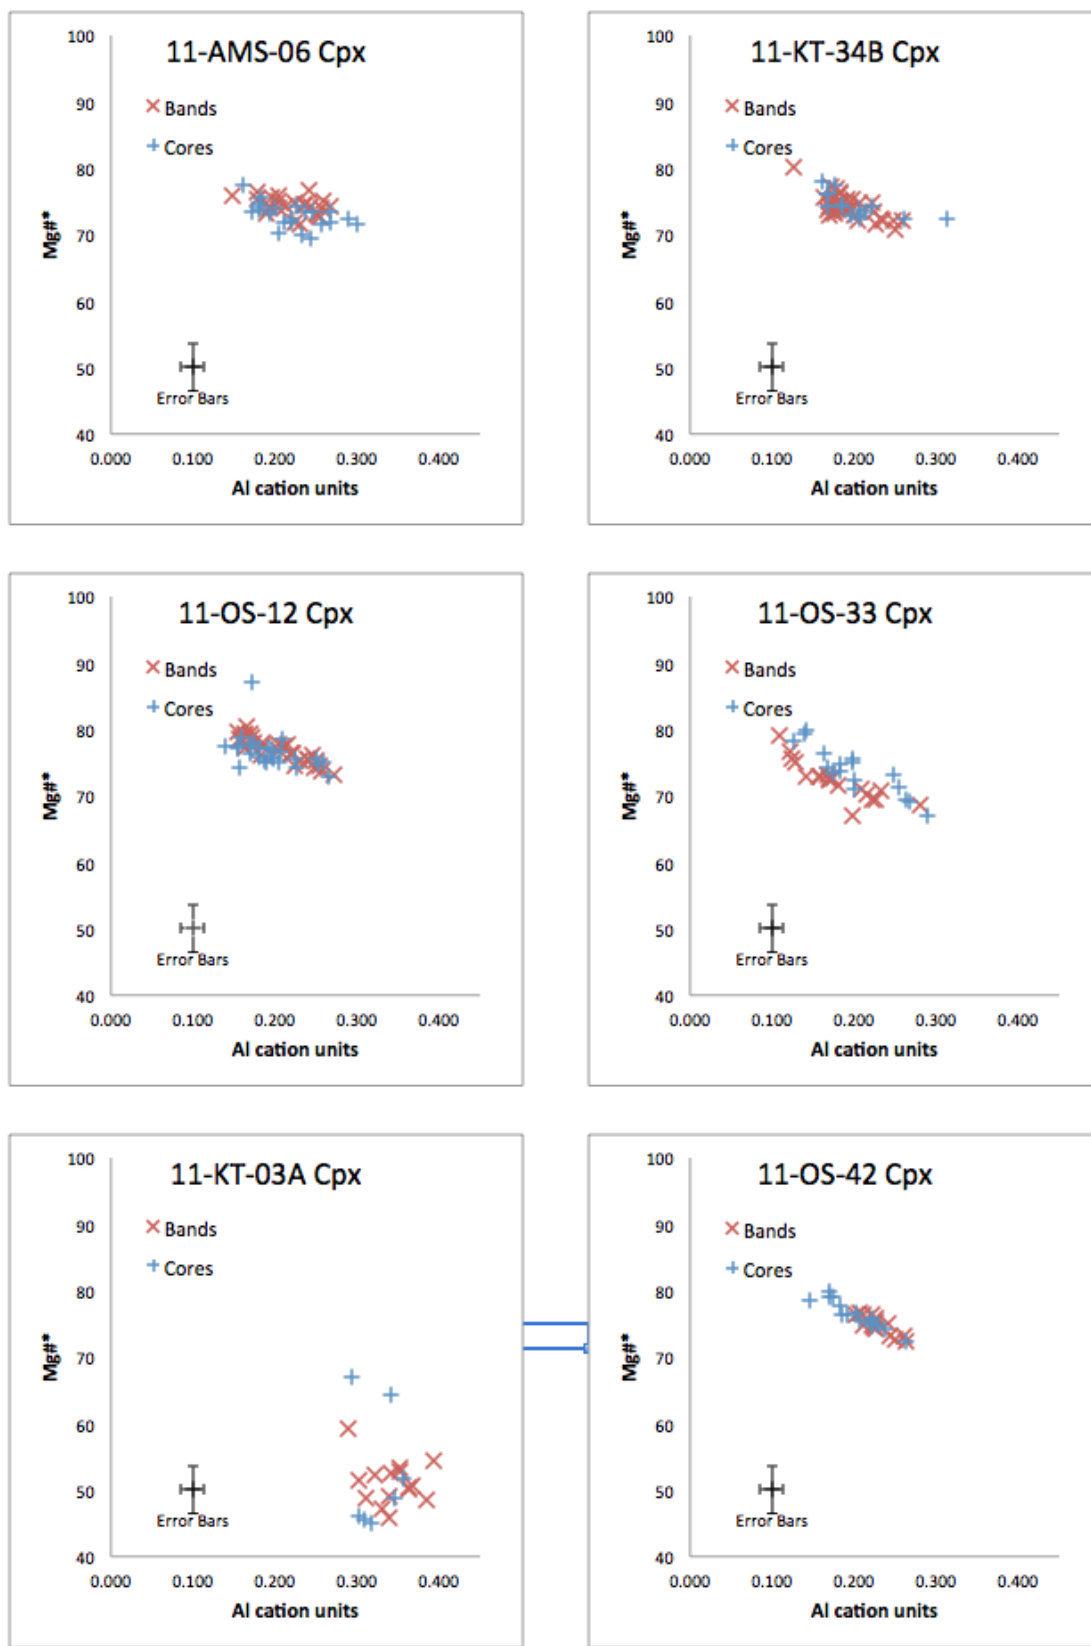 11-AMS-06 Cpx
100
90
80
70
60
50
40
Mg#*
Bands
Cores
Error Bars
0.000 0.100 0.200 0.300 0.400
Al cation units
11-KT-34B Cpx
100
90
80
70
60
50
40
Mg#*
Bands
Cores
Error Bars
0.000 0.100 0.200 0.300 0.400
Al cation units
11-OS-12 Cpx
100
90
80
70
60
50
40
Mg#*
Bands
Cores
Error Bars
0.000 0.100 0.200 0.300 0.400
Al cation units
11-OS-33 Cpx
100
90
80
70
60
50
40
Mg#*
Bands
Cores
Error Bars
0.000 0.100 0.200 0.300 0.400
Al cation units
11-KT-03A Cpx
100
90
80
70
60
50
40
Mg#*
Bands
Cores
Error Bars
0.000 0.100 0.200 0.300 0.400
Al cation units
11-OS-42 Cpx
100
90
80
70
60
50
40
Mg#*
Bands
Cores
Error Bars
0.000 0.100 0.200 0.300 0.400
Al cation units